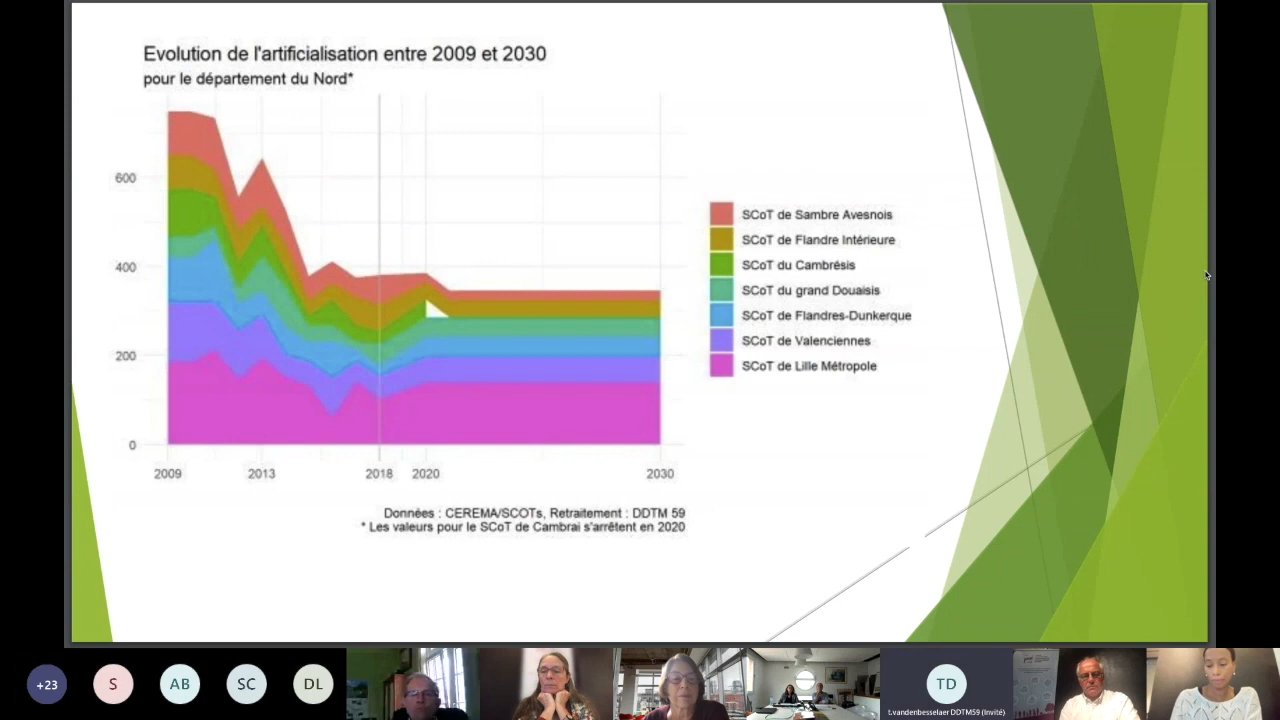 Evolution de l'artificialisation entre 2009 et 2030
pour le département du Nord*
600
400
200
0
2009 2013 2018 2020 2030
SCoT de Sambre Avesnois
SCoT de Flandre Intérieure
SCoT du Cambrésis
SCoT du grand Douaisis
SCoT de Flandres-Dunkerque
SCoT de Valenciennes
SCoT de Lille Métropole
Données : CEREMA/SCOTs, Retraitement : DDTM 59
* Les valeurs pour le SCoT de Cambrai s'arrêtent en 2020
+23 S AB SC DL TD
t.vandenbesselaer DDTM59 (Invité)